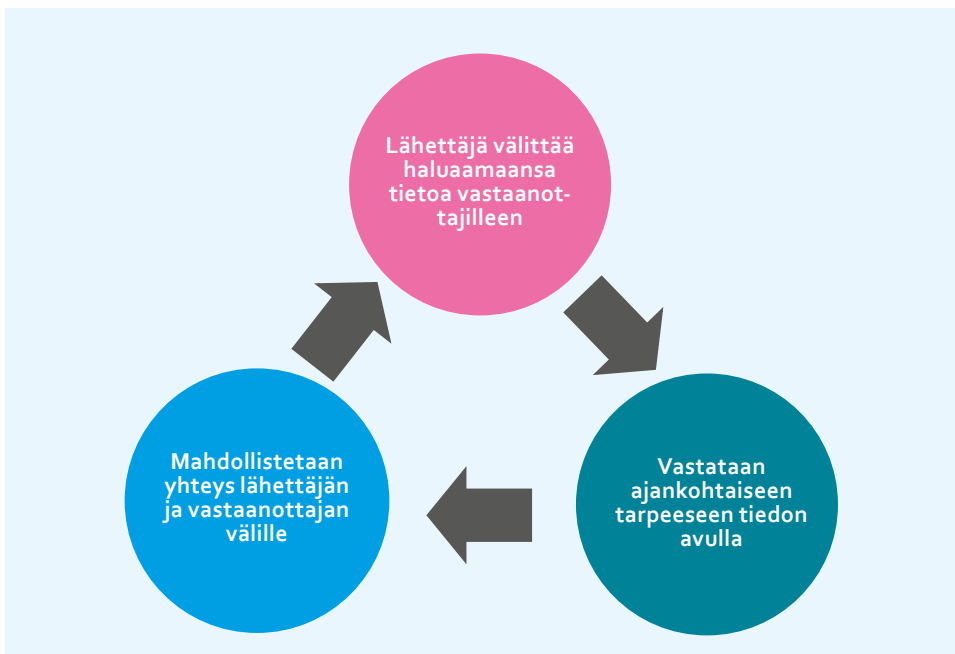 Lähettäjä välittää
haluaamaansa
tietoa vastaanot-
tajilleen
Vastataan
ajankohtaiseen
tarpeeseen tiedon
avulla
Mahdollistetaan
yhteys lähettäjän
ja vastaanottajan
välille